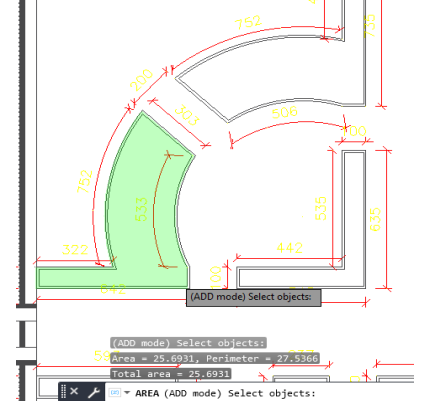 752
735
200
303
506
100
752
533
535
635
322
442
100
(ADD mode) Select objects:
(ADD mode) Select objects:
Area = 25.6931, Perimeter = 27.5366
Total area = 25.6931
AREA (ADD mode) Select objects: